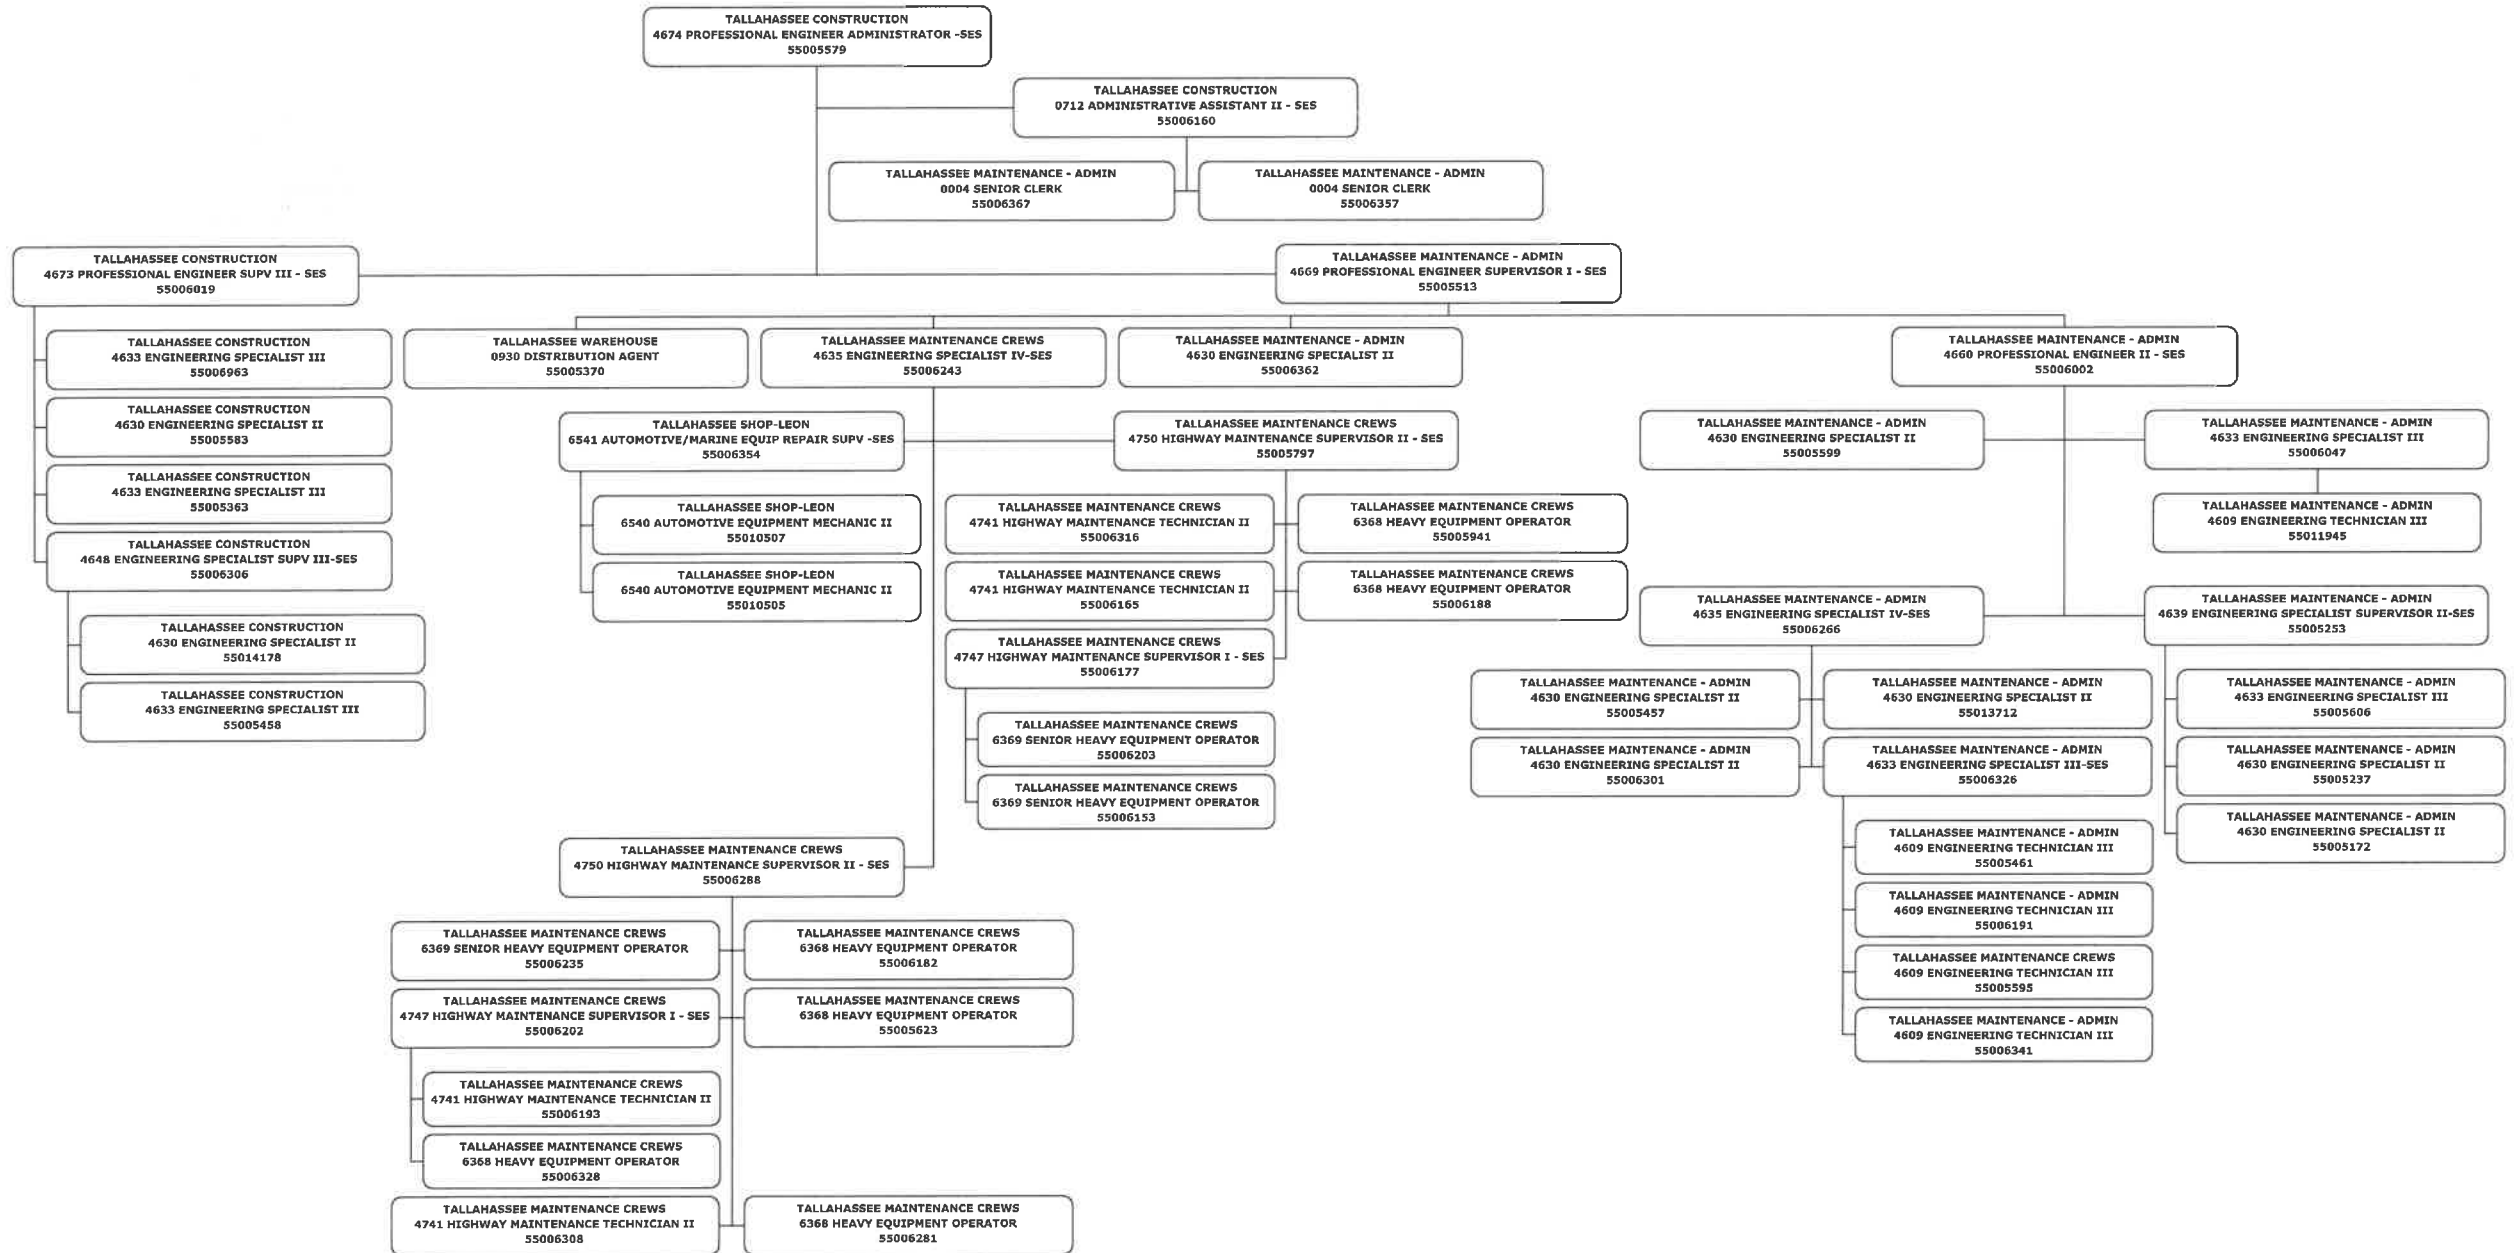 TALLAHASSEE CONSTRUCTION
4674 PROFESSIONAL ENGINEER ADMINISTRATOR -SES
55005579
TALLAHASSEE CONSTRUCTION
0712 ADMINISTRATIVE ASSISTANT II - SES
55006160
TALLAHASSEE MAINTENANCE - ADMIN
0004 SENIOR CLERK
55006367
TALLAHASSEE MAINTENANCE - ADMIN
0004 SENIOR CLERK
55006357
TALLAHASSEE CONSTRUCTION
4673 PROFESSIONAL ENGINEER SUPV III - SES
55006019
TALLAHASSEE MAINTENANCE - ADMIN
4669 PROFESSIONAL ENGINEER SUPERVISOR I - SES
55005513
TALLAHASSEE CONSTRUCTION
4633 ENGINEERING SPECIALIST III
55006963
TALLAHASSEE CONSTRUCTION
4630 ENGINEERING SPECIALIST II
55005583
TALLAHASSEE CONSTRUCTION
4633 ENGINEERING SPECIALIST III
55005363
TALLAHASSEE CONSTRUCTION
4648 ENGINEERING SPECIALIST SUPV III-SES
55006306
TALLAHASSEE CONSTRUCTION
4630 ENGINEERING SPECIALIST II
55014178
TALLAHASSEE CONSTRUCTION
4633 ENGINEERING SPECIALIST III
55005458
TALLAHASSEE WAREHOUSE
0930 DISTRIBUTION AGENT
55005370
TALLAHASSEE MAINTENANCE CREWS
4635 ENGINEERING SPECIALIST IV-SES
55006243
TALLAHASSEE MAINTENANCE - ADMIN
4630 ENGINEERING SPECIALIST II
55006362
TALLAHASSEE MAINTENANCE - ADMIN
4660 PROFESSIONAL ENGINEER II - SES
55006002
TALLAHASSEE SHOP-LEON
6541 AUTOMOTIVE/MARINE EQUIP REPAIR SUPV -SES
55006354
TALLAHASSEE SHOP-LEON
6540 AUTOMOTIVE EQUIPMENT MECHANIC II
55010507
TALLAHASSEE SHOP-LEON
6540 AUTOMOTIVE EQUIPMENT MECHANIC II
55010505
TALLAHASSEE MAINTENANCE CREWS
4750 HIGHWAY MAINTENANCE SUPERVISOR II - SES
55005797
TALLAHASSEE MAINTENANCE CREWS
4741 HIGHWAY MAINTENANCE TECHNICIAN II
55006316
TALLAHASSEE MAINTENANCE CREWS
6368 HEAVY EQUIPMENT OPERATOR
55005941
TALLAHASSEE MAINTENANCE CREWS
4741 HIGHWAY MAINTENANCE TECHNICIAN II
55006165
TALLAHASSEE MAINTENANCE CREWS
6368 HEAVY EQUIPMENT OPERATOR
55006188
TALLAHASSEE MAINTENANCE CREWS
4747 HIGHWAY MAINTENANCE SUPERVISOR I - SES
55006177
TALLAHASSEE MAINTENANCE CREWS
6369 SENIOR HEAVY EQUIPMENT OPERATOR
55006203
TALLAHASSEE MAINTENANCE CREWS
6369 SENIOR HEAVY EQUIPMENT OPERATOR
55006153
TALLAHASSEE MAINTENANCE CREWS
4750 HIGHWAY MAINTENANCE SUPERVISOR II - SES
55006288
TALLAHASSEE MAINTENANCE CREWS
6369 SENIOR HEAVY EQUIPMENT OPERATOR
55006235
TALLAHASSEE MAINTENANCE CREWS
6368 HEAVY EQUIPMENT OPERATOR
55006182
TALLAHASSEE MAINTENANCE CREWS
4747 HIGHWAY MAINTENANCE SUPERVISOR I - SES
55006202
TALLAHASSEE MAINTENANCE CREWS
6368 HEAVY EQUIPMENT OPERATOR
55005623
TALLAHASSEE MAINTENANCE CREWS
4741 HIGHWAY MAINTENANCE TECHNICIAN II
55006193
TALLAHASSEE MAINTENANCE CREWS
6368 HEAVY EQUIPMENT OPERATOR
55006328
TALLAHASSEE MAINTENANCE CREWS
4741 HIGHWAY MAINTENANCE TECHNICIAN II
55006308
TALLAHASSEE MAINTENANCE CREWS
6368 HEAVY EQUIPMENT OPERATOR
55006281
TALLAHASSEE MAINTENANCE - ADMIN
4630 ENGINEERING SPECIALIST II
55005599
TALLAHASSEE MAINTENANCE - ADMIN
4633 ENGINEERING SPECIALIST III
55006047
TALLAHASSEE MAINTENANCE - ADMIN
4609 ENGINEERING TECHNICIAN III
55011945
TALLAHASSEE MAINTENANCE - ADMIN
4635 ENGINEERING SPECIALIST IV-SES
55006266
TALLAHASSEE MAINTENANCE - ADMIN
4639 ENGINEERING SPECIALIST SUPERVISOR II-SES
55005253
TALLAHASSEE MAINTENANCE - ADMIN
4630 ENGINEERING SPECIALIST II
55005457
TALLAHASSEE MAINTENANCE - ADMIN
4630 ENGINEERING SPECIALIST II
55013712
TALLAHASSEE MAINTENANCE - ADMIN
4630 ENGINEERING SPECIALIST II
55006301
TALLAHASSEE MAINTENANCE - ADMIN
4633 ENGINEERING SPECIALIST III-SES
55006326
TALLAHASSEE MAINTENANCE - ADMIN
4609 ENGINEERING TECHNICIAN III
55005461
TALLAHASSEE MAINTENANCE - ADMIN
4609 ENGINEERING TECHNICIAN III
55006191
TALLAHASSEE MAINTENANCE CREWS
4609 ENGINEERING TECHNICIAN III
55005595
TALLAHASSEE MAINTENANCE - ADMIN
4609 ENGINEERING TECHNICIAN III
55006341
TALLAHASSEE MAINTENANCE - ADMIN
4633 ENGINEERING SPECIALIST III
55005606
TALLAHASSEE MAINTENANCE - ADMIN
4630 ENGINEERING SPECIALIST II
55005237
TALLAHASSEE MAINTENANCE - ADMIN
4630 ENGINEERING SPECIALIST II
55005172